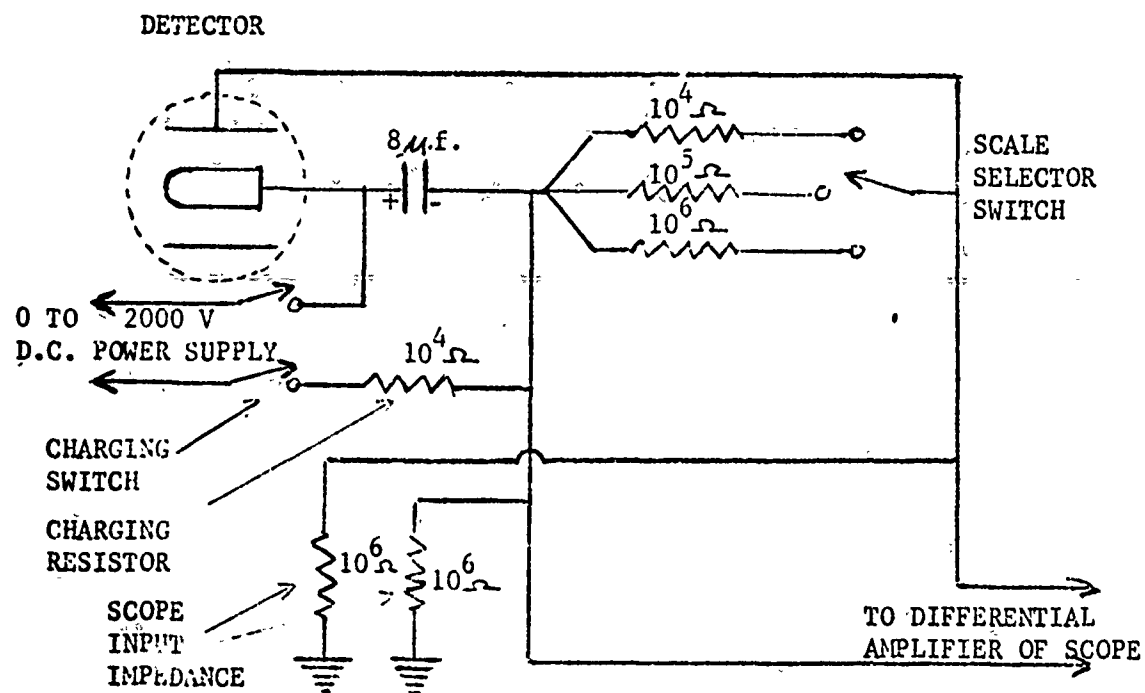 DETECTOR
8 μ.f.
+ -
10⁴ Ω
10⁵ Ω
10⁶ Ω
SCALE
SELECTOR
SWITCH
0 TO 2000 V
D.C. POWER SUPPLY
10⁴ Ω
CHARGING
SWITCH
CHARGING
RESISTOR
10⁶ Ω
10⁶ Ω
SCOPE
INPUT
IMPEDANCE
TO DIFFERENTIAL
AMPLIFIER OF SCOPE